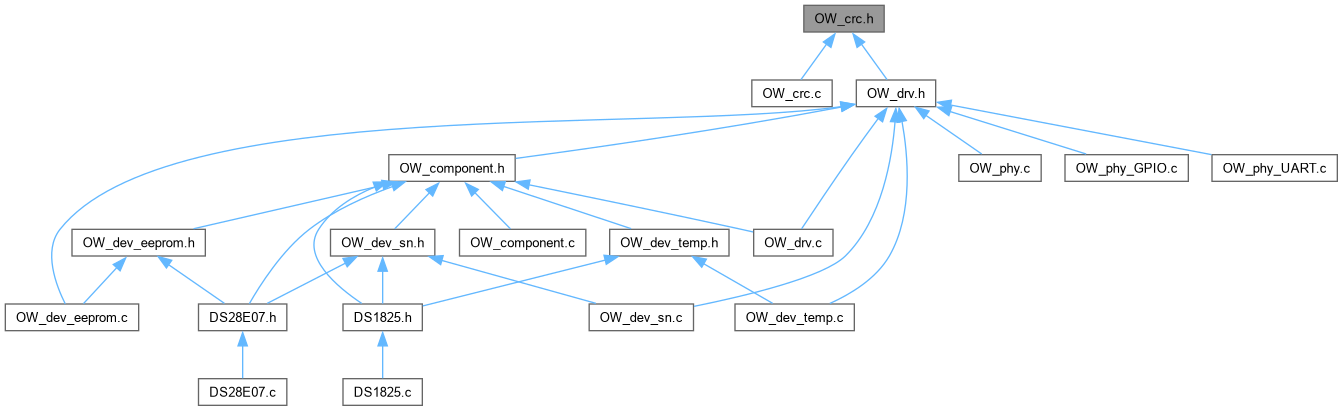 OW_crc.h
OW_crc.c
OW_drv.h
OW_component.h
OW_phy.c
OW_phy_GPIO.c
OW_phy_UART.c
OW_dev_eeprom.h
OW_dev_sn.h
OW_component.c
OW_dev_temp.h
OW_drv.c
OW_dev_eeprom.c
DS28E07.h
DS1825.h
OW_dev_sn.c
OW_dev_temp.c
DS28E07.c
DS1825.c